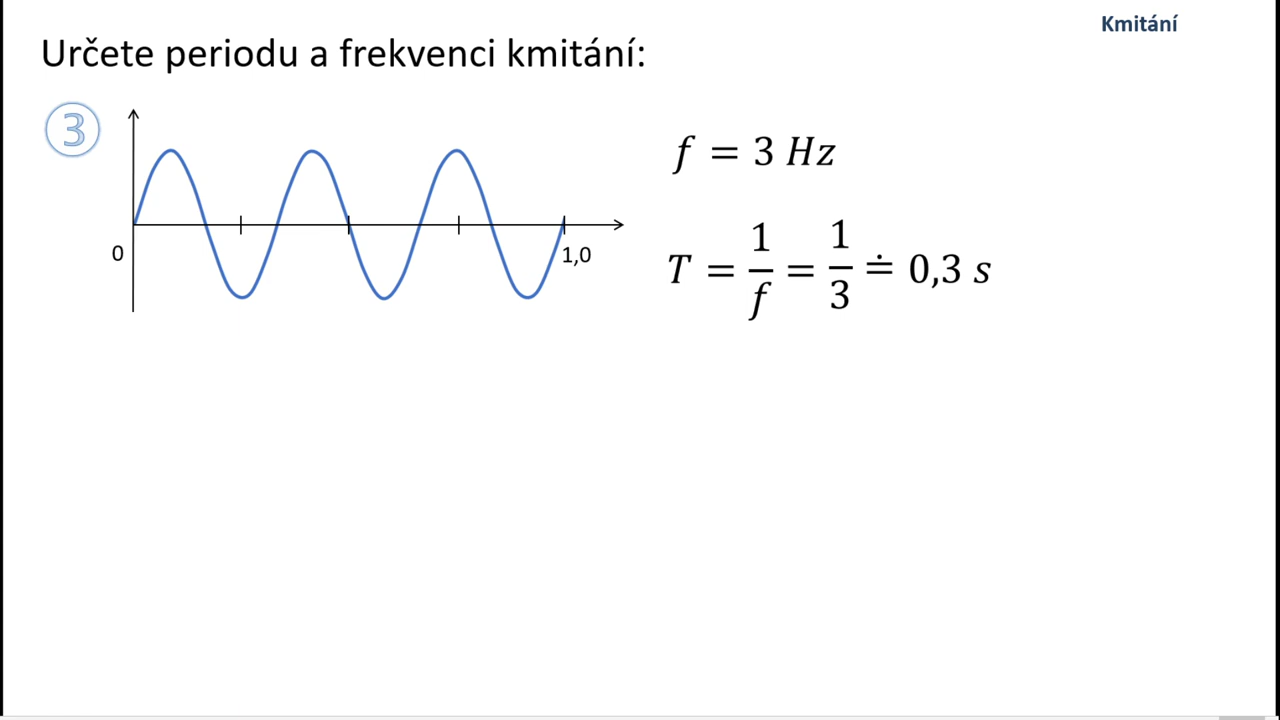 Kmitání
Určete periodu a frekvenci kmitání:
3
0
1,0
f = 3 Hz
T = 1/f = 1/3 ≐ 0,3 s